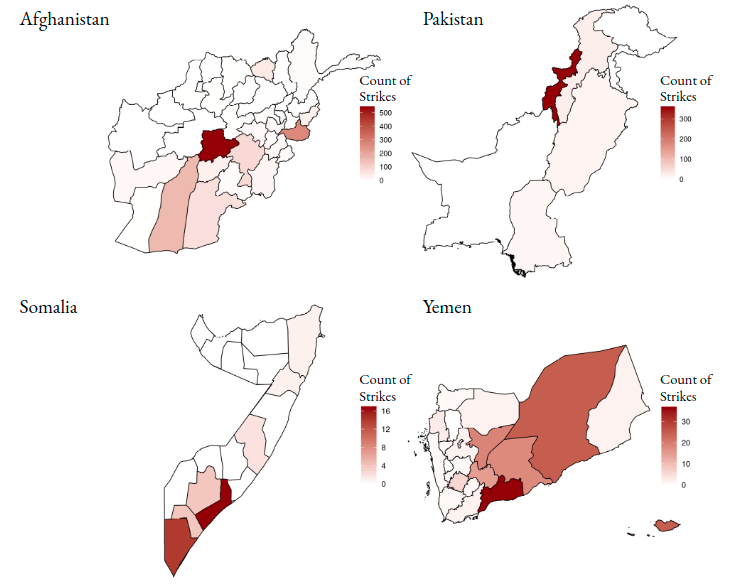 Afghanistan
Count of
Strikes
500
400
300
200
100
0
Pakistan
Count of
Strikes
300
200
100
0
Somalia
Count of
Strikes
16
12
8
4
0
Yemen
Count of
Strikes
30
20
10
0